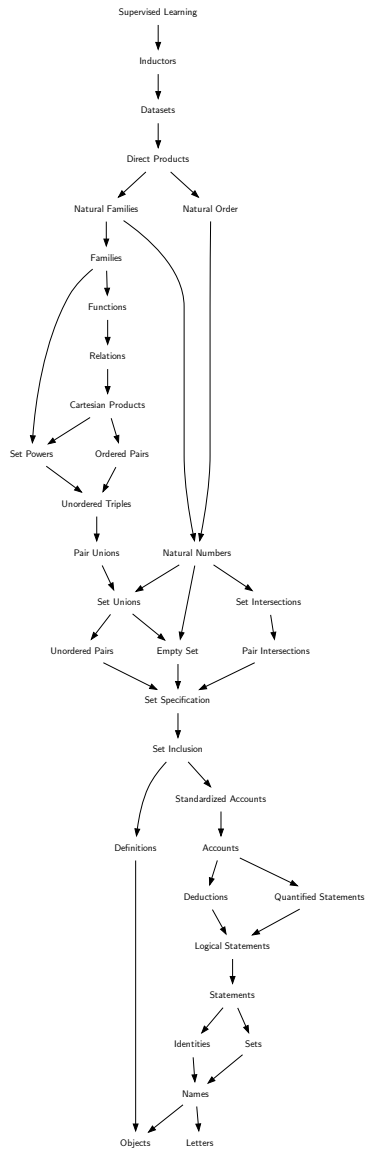 Supervised Learning
Inductors
Datasets
Direct Products
Natural Families
Natural Order
Families
Functions
Relations
Cartesian Products
Set Powers
Ordered Pairs
Unordered Triples
Pair Unions
Natural Numbers
Set Unions
Set Intersections
Unordered Pairs
Empty Set
Pair Intersections
Set Specification
Set Inclusion
Standardized Accounts
Definitions
Accounts
Deductions
Quantified Statements
Logical Statements
Statements
Identities
Sets
Names
Objects
Letters